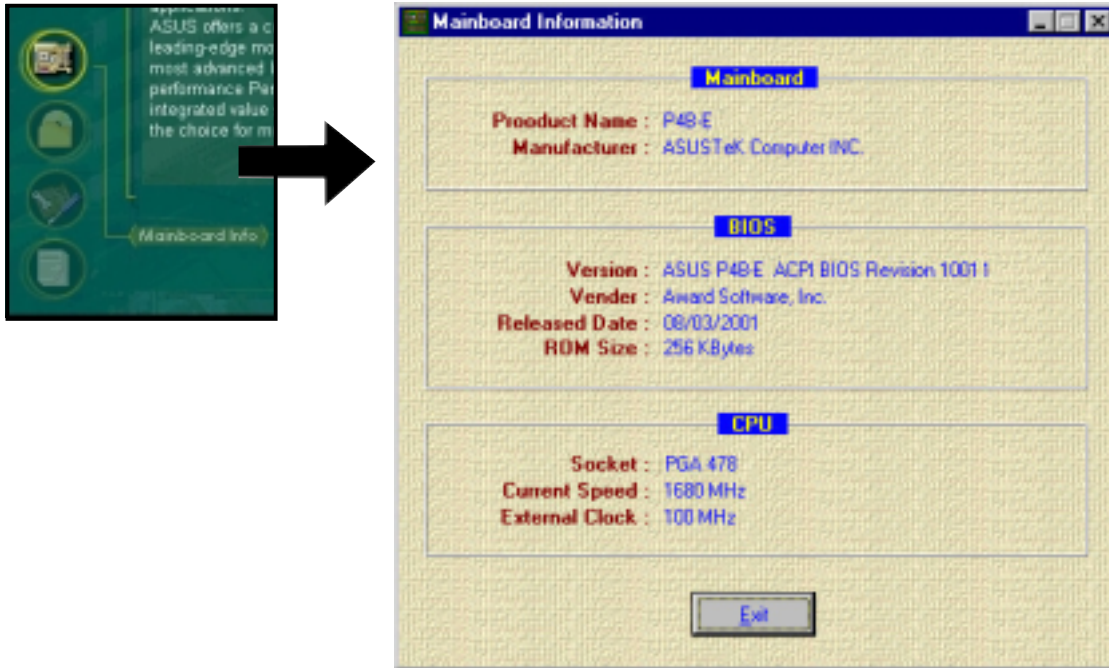 applications.
ASUS offers a c
leading-edge mo
most advanced
performance Per
integrated value
the choice for m
Mainboard Info
Mainboard Information
Mainboard
Prooduct Name : P4B-E
Manufacturer : ASUSTeK Computer INC.
BIOS
Version : ASUS P4B-E ACPI BIOS Revision 1001 1
Vender : Award Software, Inc.
Released Date : 08/03/2001
ROM Size : 256 KBytes
CPU
Socket : PGA 478
Current Speed : 1680 MHz
External Clock : 100 MHz
Exit